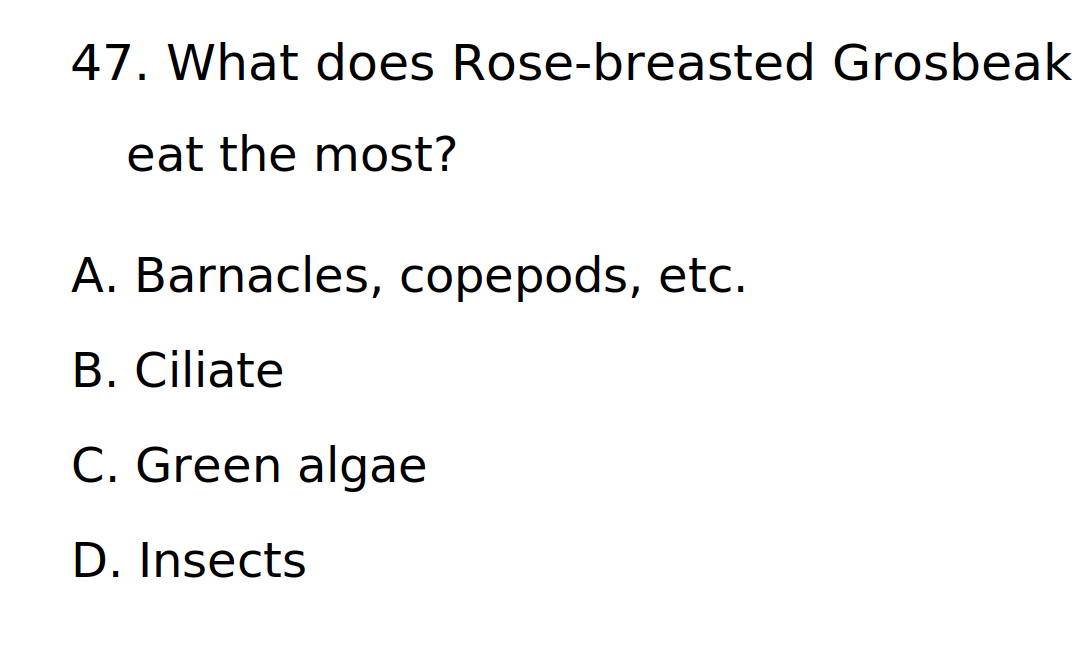 47. What does Rose-breasted Grosbeak
eat the most?
A. Barnacles, copepods, etc.
B. Ciliate
C. Green algae
D. Insects